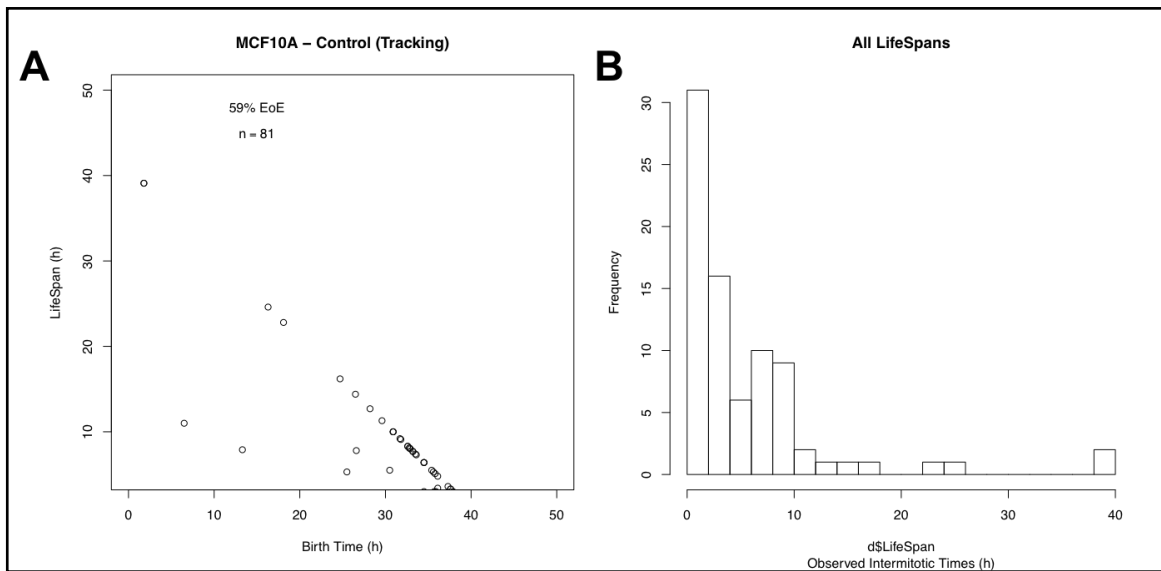 A
MCF10A – Control (Tracking)
59% EoE
n = 81
50
40
30
20
10
LifeSpan (h)
0 10 20 30 40 50
Birth Time (h)
B
All LifeSpans
30
25
20
15
10
5
0
Frequency
0 10 20 30 40
d$LifeSpan
Observed Intermitotic Times (h)